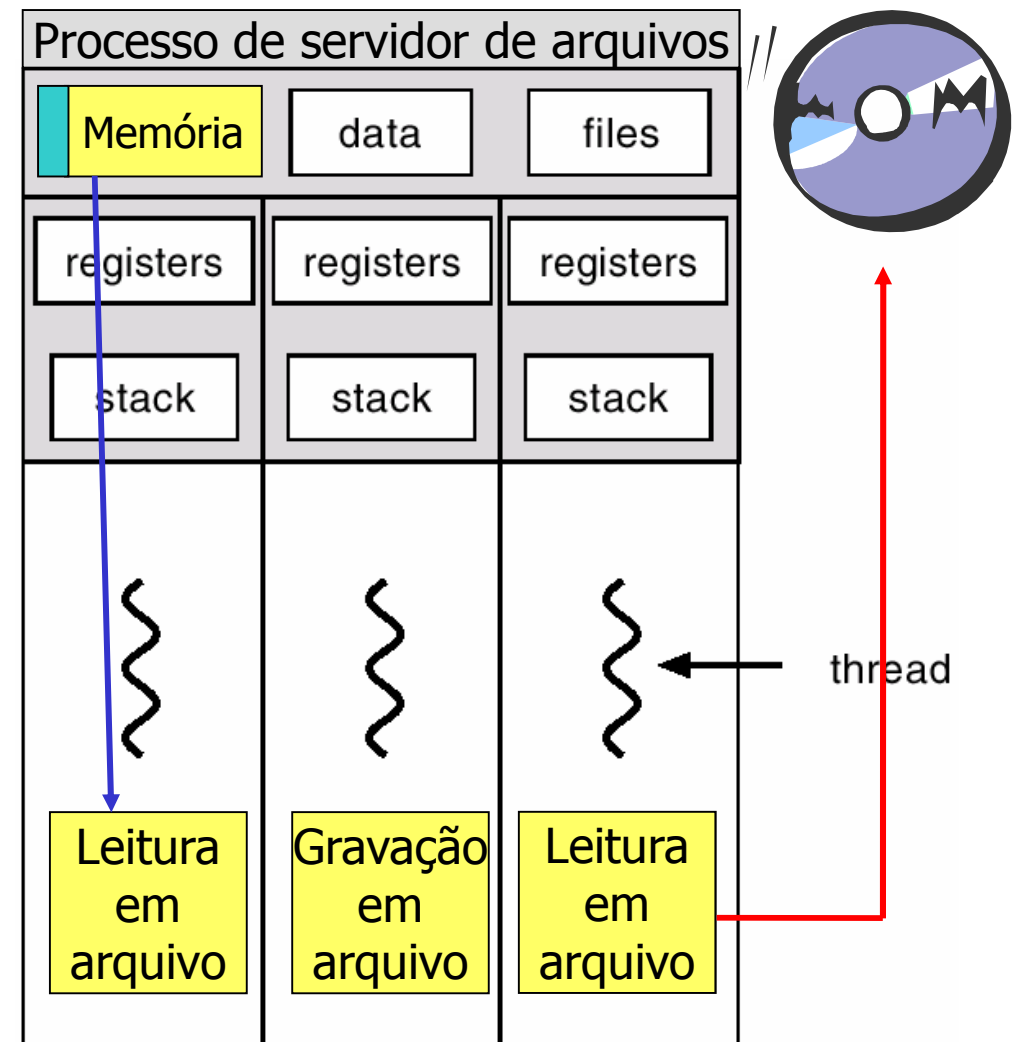 Processo de servidor de arquivos
Memória
data
files
registers
registers
registers
stack
stack
stack
thread
Leitura
em
arquivo
Gravação
em
arquivo
Leitura
em
arquivo